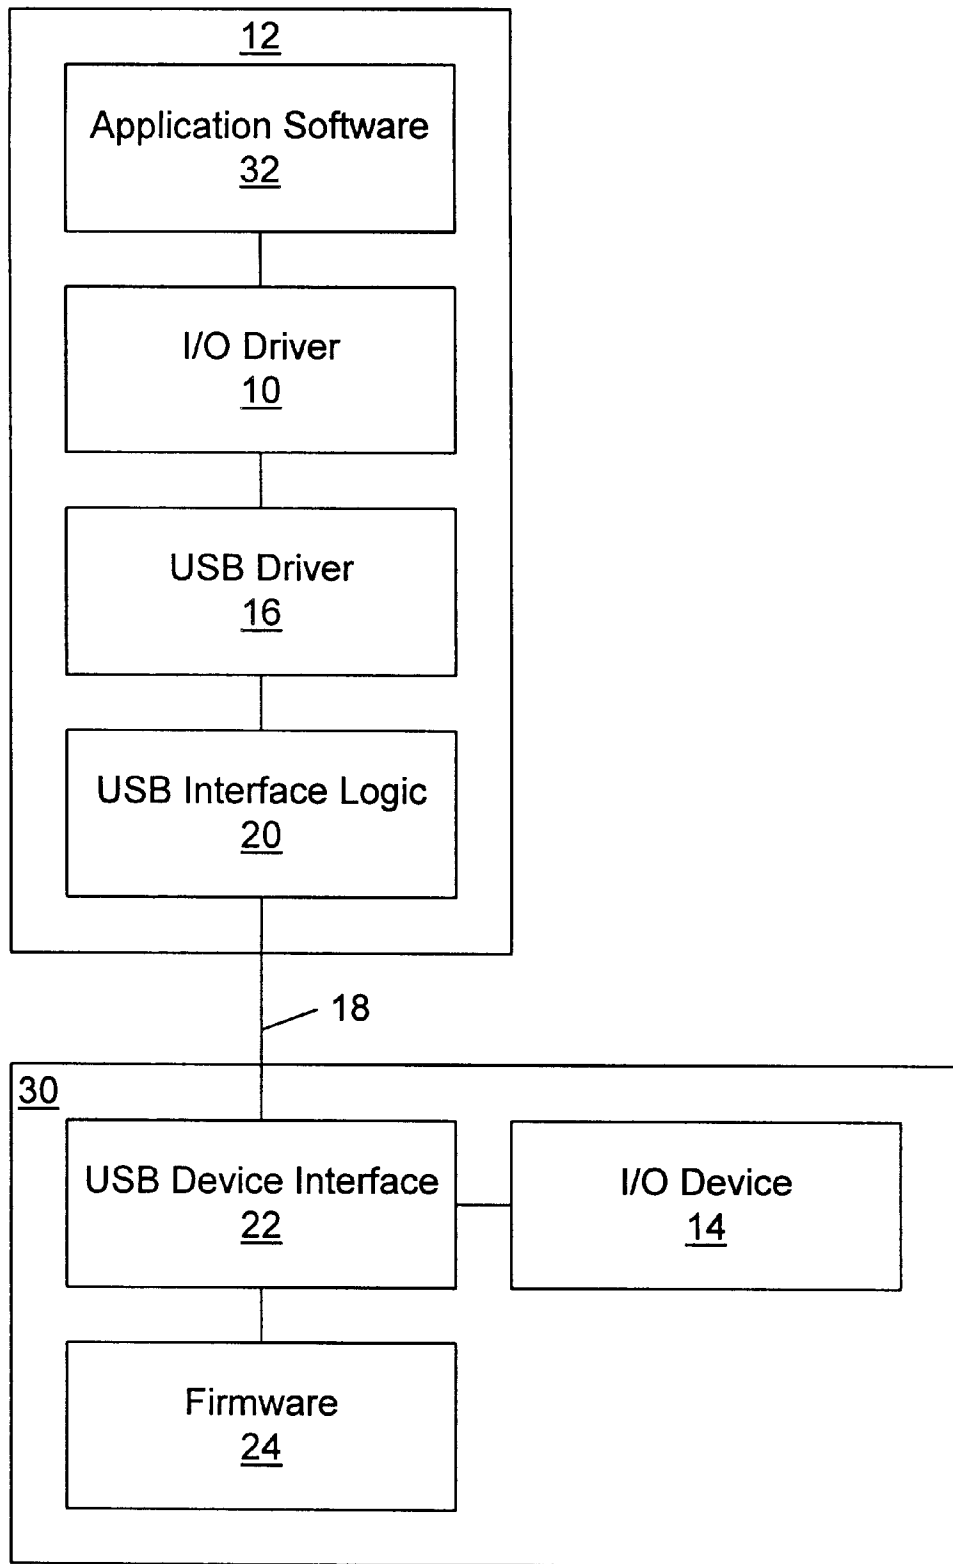 12
Application Software
32
I/O Driver
10
USB Driver
16
USB Interface Logic
20
18
30
USB Device Interface
22
I/O Device
14
Firmware
24